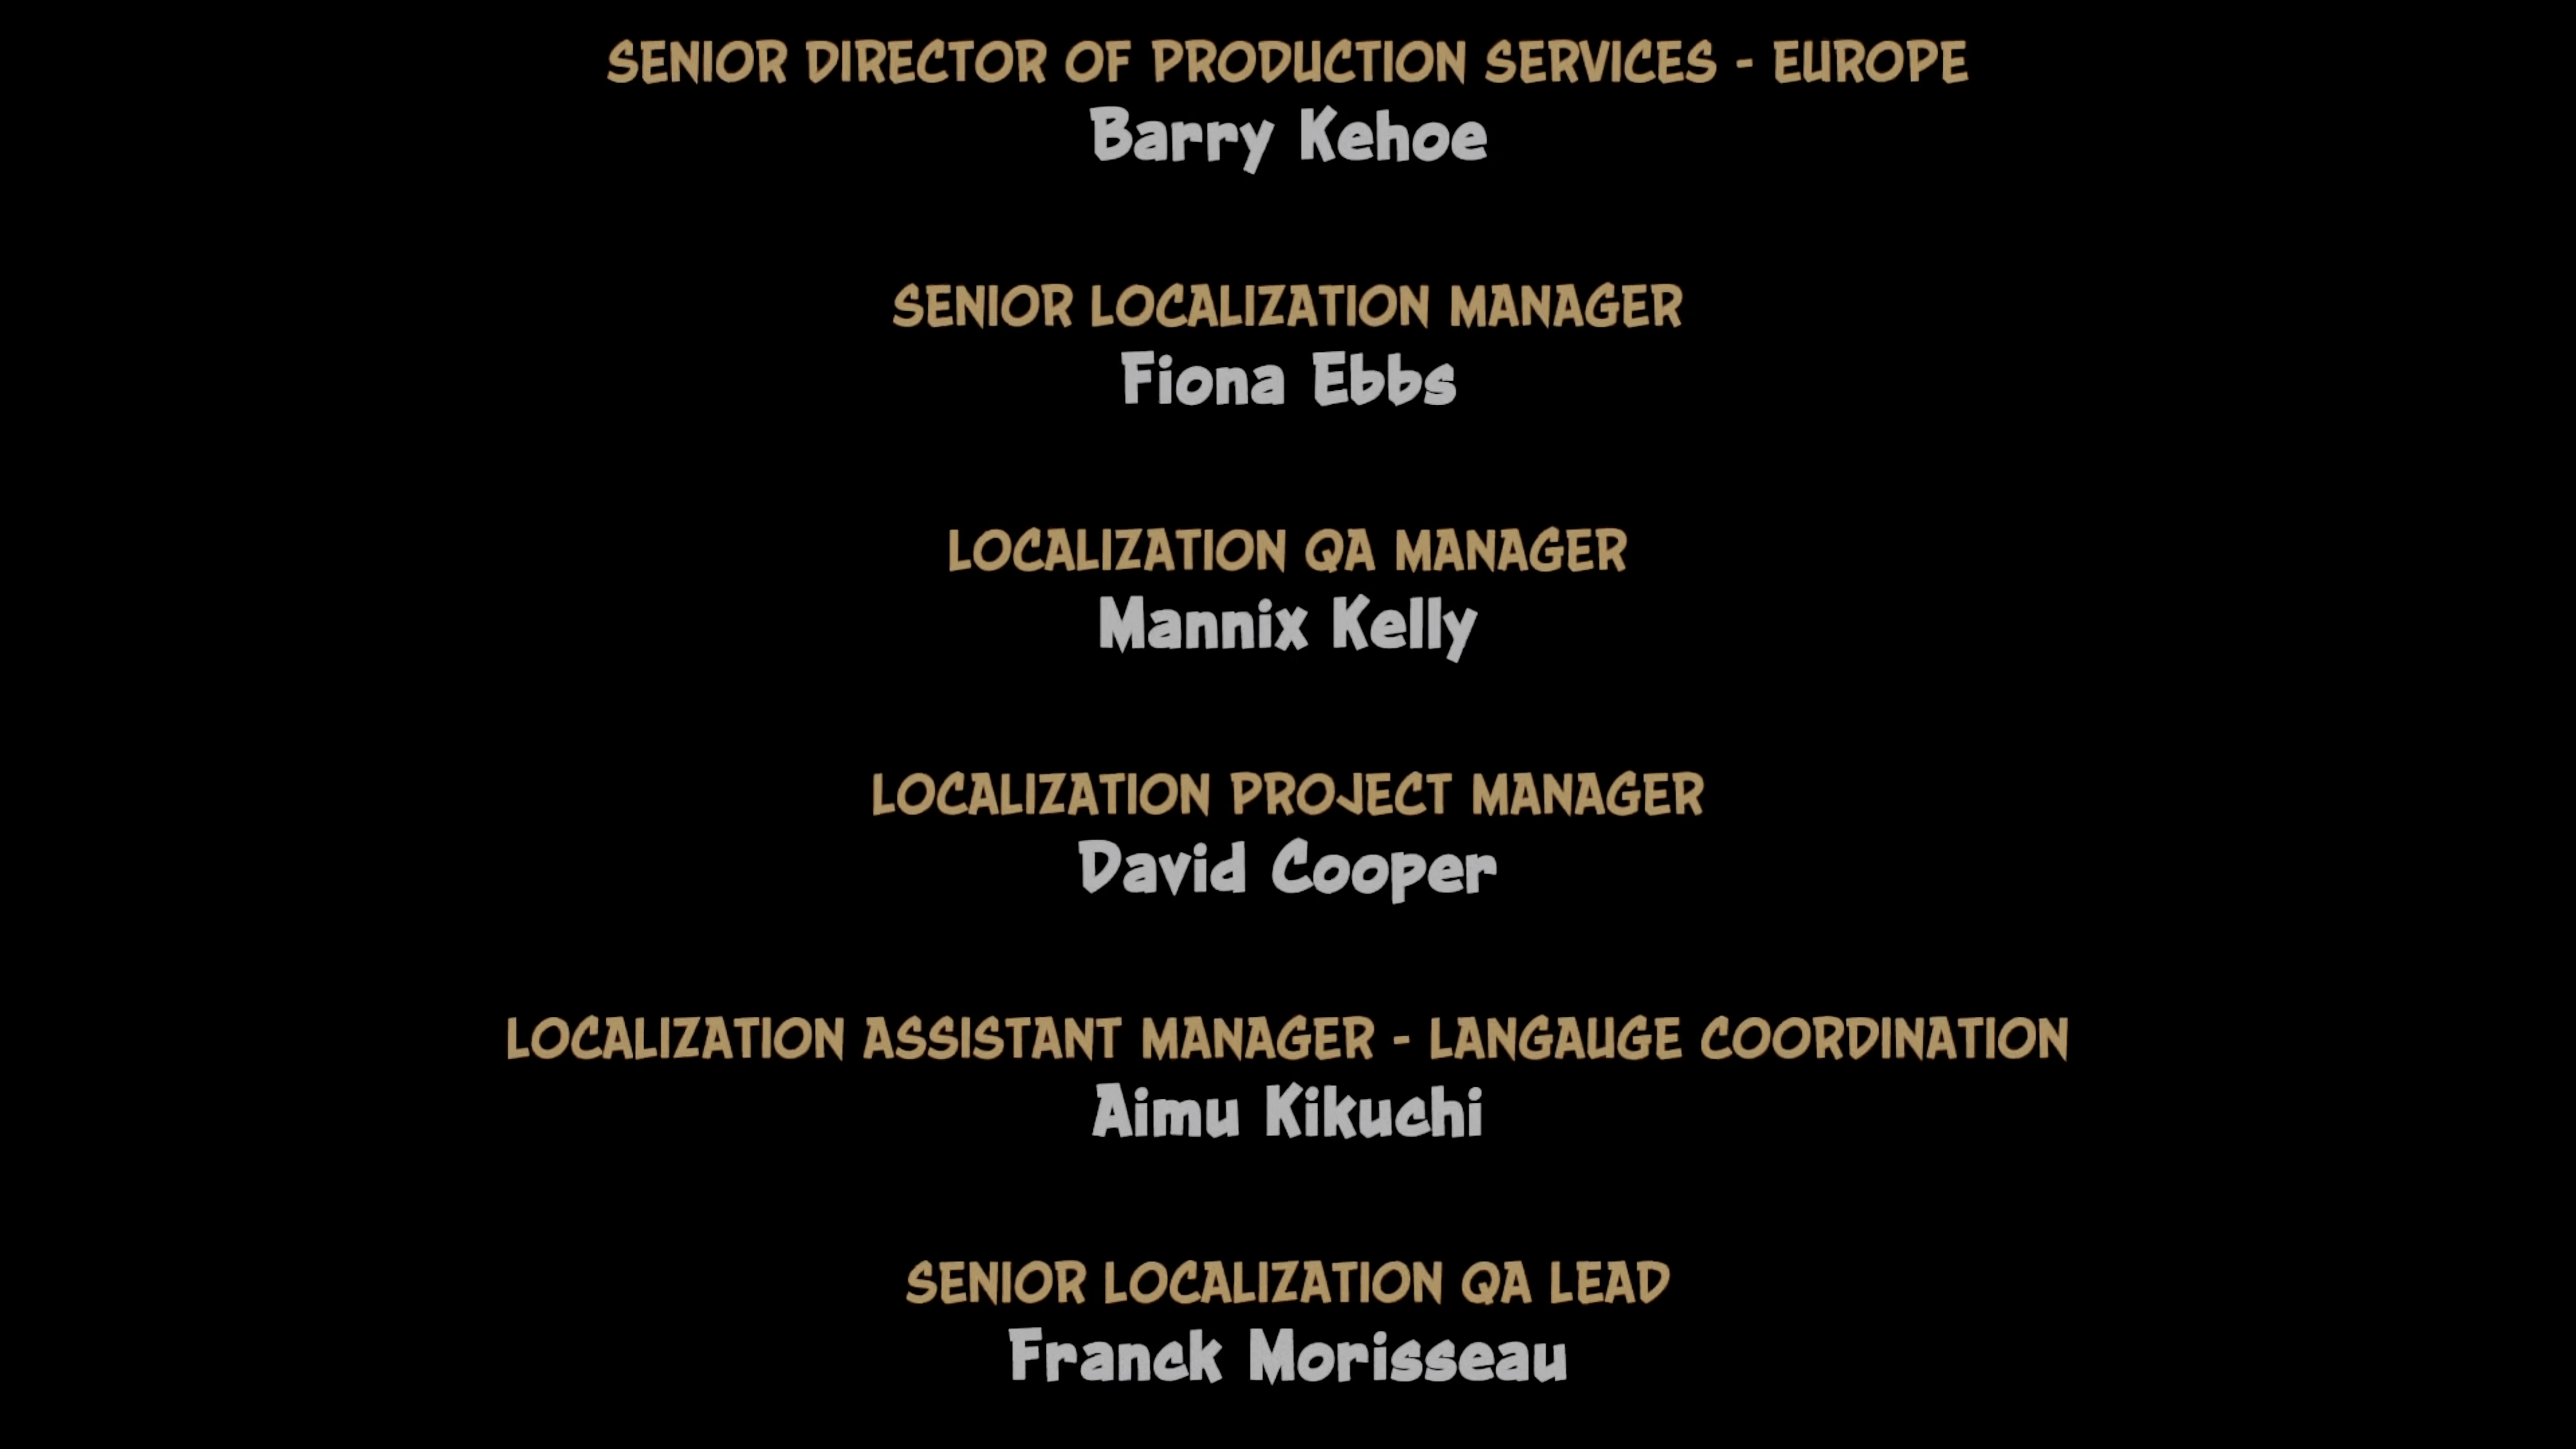 SENIOR DIRECTOR OF PRODUCTION SERVICES - EUROPE
Barry Kehoe
SENIOR LOCALIZATION MANAGER
Fiona Ebbs
LOCALIZATION QA MANAGER
Mannix Kelly
LOCALIZATION PROJECT MANAGER
David Cooper
LOCALIZATION ASSISTANT MANAGER - LANGAUGE COORDINATION
Aimu Kikuchi
SENIOR LOCALIZATION QA LEAD
Franck Morisseau